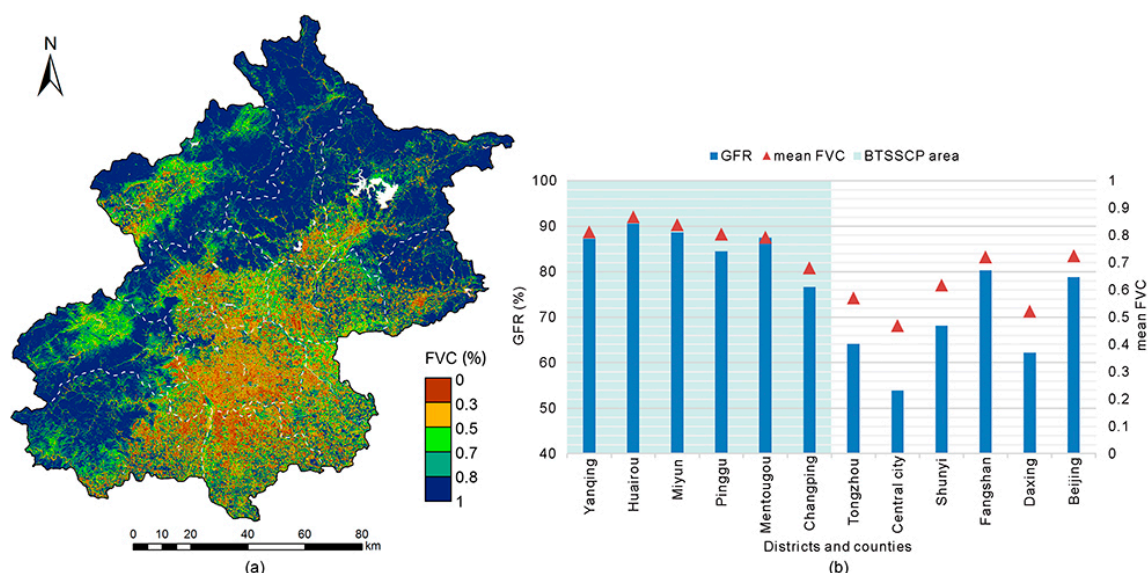 N
FVC (%)
0
0.3
0.5
0.7
0.8
1
0 20 40 60 80
km
(a)
GFR mean FVC BTSSCP area
100
90
80
70
60
50
40
GFR (%)
1
0.9
0.8
0.7
0.6
0.5
0.4
0.3
0.2
0.1
0
mean FVC
Yanqing
Huairou
Miyun
Pinggu
Mentougou
Changping
Tongzhou
Central city
Shunyi
Fangshan
Daxing
Beijing
Districts and counties
(b)